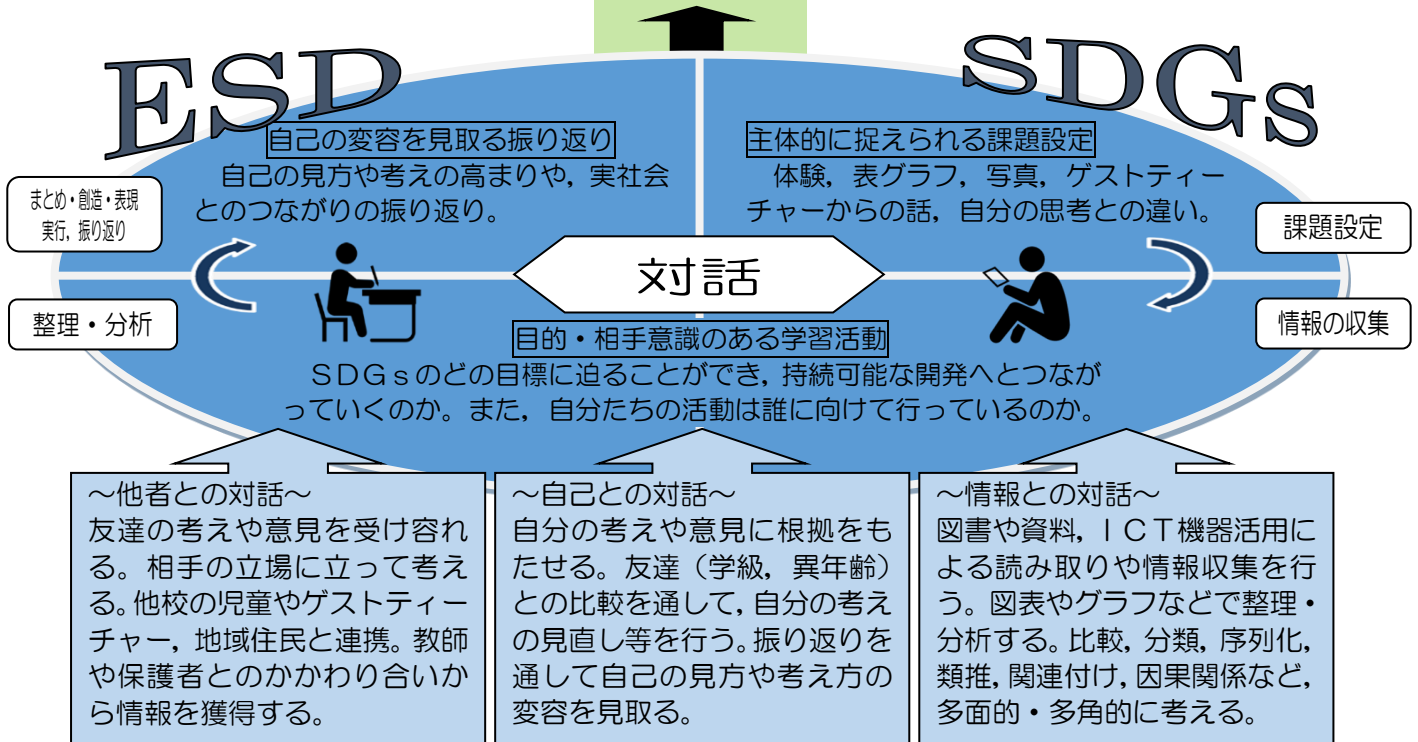 ESD
SDGs
自己の変容を見取る振り返り
自己の見方や考えの高まりや，実社会
とのつながりの振り返り。
主体的に捉えられる課題設定
体験，表グラフ，写真，ゲストティー
チャーからの話，自分の思考との違い。
まとめ・創造・表現
実行，振り返り
課題設定
対話
整理・分析
情報の収集
目的・相手意識のある学習活動
ＳＤＧｓのどの目標に迫ることができ，持続可能な開発へとつなが
っていくのか。また，自分たちの活動は誰に向けて行っているのか。
～他者との対話～
友達の考えや意見を受け容れ
る。相手の立場に立って考え
る。他校の児童やゲストティー
チャー，地域住民と連携。教師
や保護者とのかかわり合いか
ら情報を獲得する。
～自己との対話～
自分の考えや意見に根拠をも
たせる。友達（学級，異年齢）
との比較を通して，自分の考え
の見直し等を行う。振り返りを
通して自己の見方や考え方の
変容を見取る。
～情報との対話～
図書や資料，ＩＣＴ機器活用に
よる読み取りや情報収集を行
う。図表やグラフなどで整理・
分析する。比較，分類，序列化，
類推，関連付け，因果関係など，
多面的・多角的に考える。